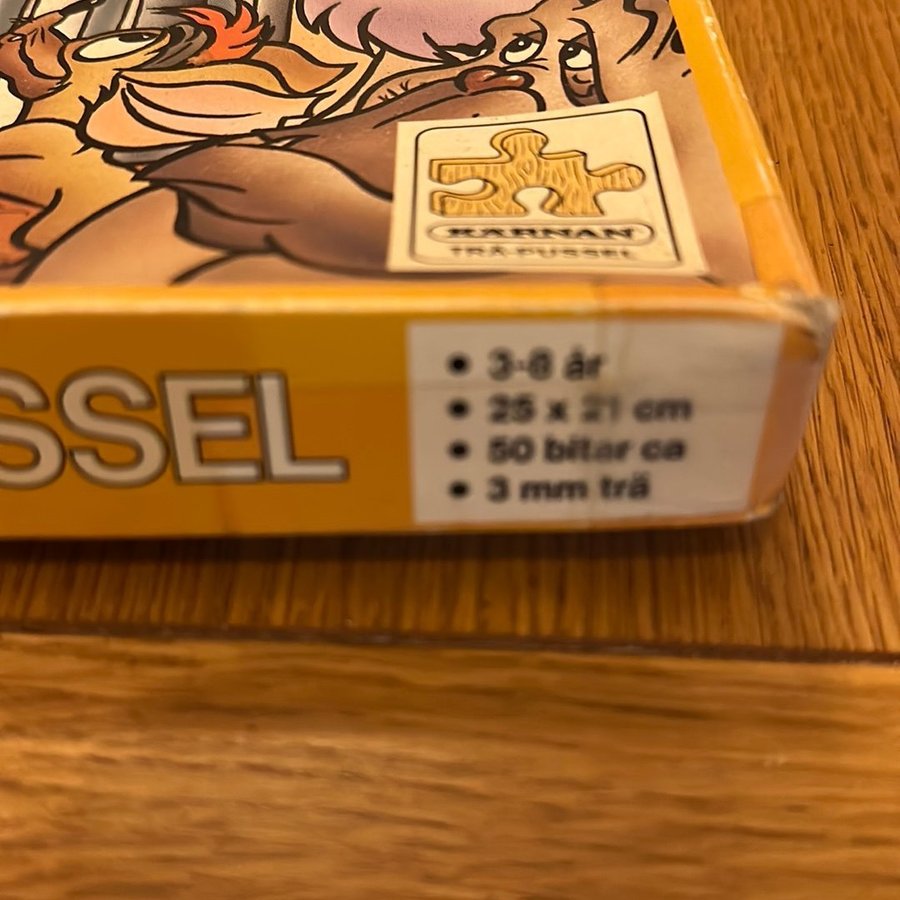 KÄRNAN
TRÄ-PUSSEL
SSEL
• 3-8 år
• 25 x 21 cm
• 50 bitar ca
• 3 mm trä